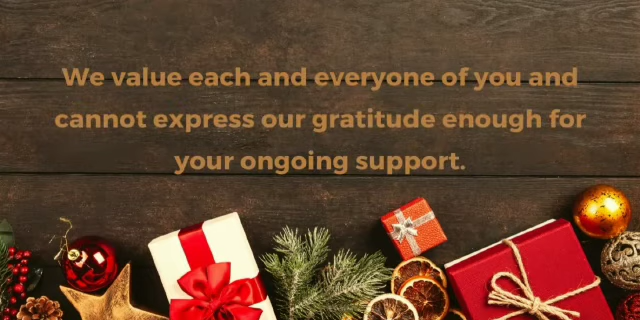 We value each and everyone of you and
cannot express our gratitude enough for
your ongoing support.